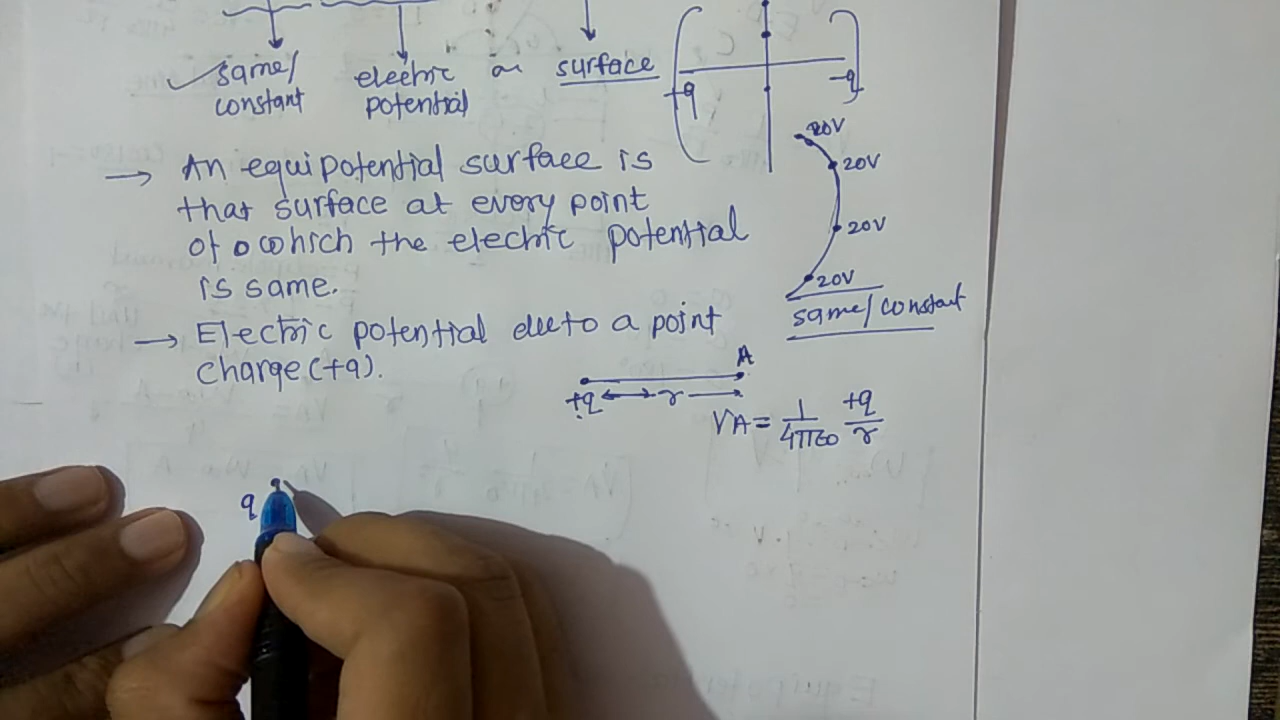 same/ electric on surface
constant potential
+q -q
20V
20V
20V
20V
same/constant
→ An equipotential surface is
that surface at every point
of which the electric potential
is same.
→ Electric potential due to a point
charge (+q).
A
+q r
VA = 1/4πε0 +q/r
q